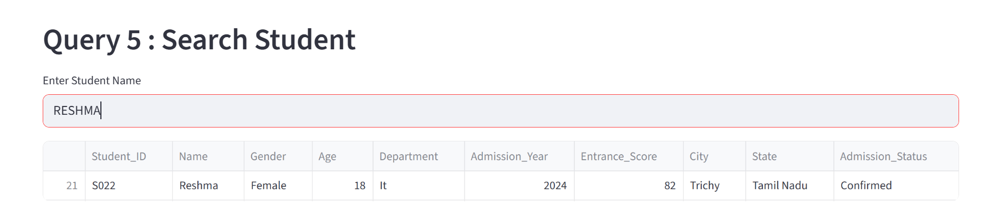 Query 5 : Search Student
Enter Student Name
RESHMA
Student_ID Name Gender Age Department Admission_Year Entrance_Score City State Admission_Status
21 S022 Reshma Female 18 It 2024 82 Trichy Tamil Nadu Confirmed